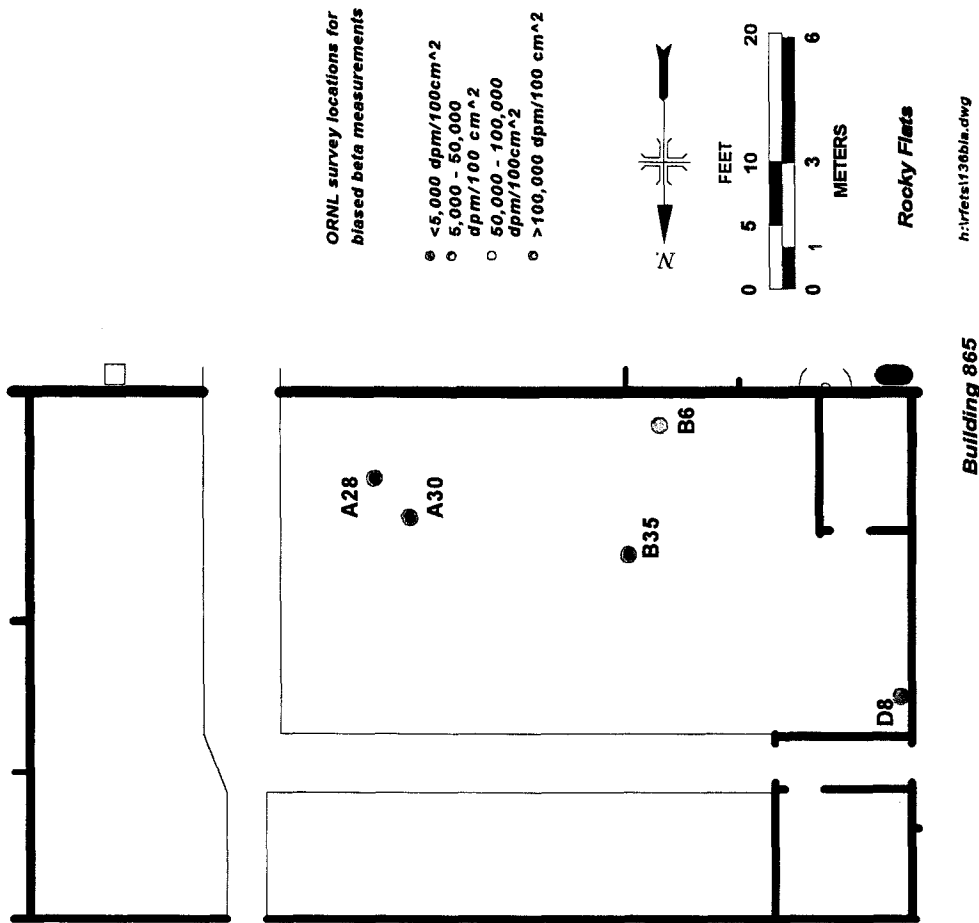 ORNL survey locations for
biased beta measurements
<5,000 dpm/100cm^2
5,000 - 50,000
dpm/100 cm^2
50,000 - 100,000
dpm/100cm^2
>100,000 dpm/100 cm^2
N.
FEET
0 5 10 20
0 1 3 6
METERS
Rocky Flats
h:\rfets\136bia.dwg
A28
A30
B6
B35
D8
Building 865